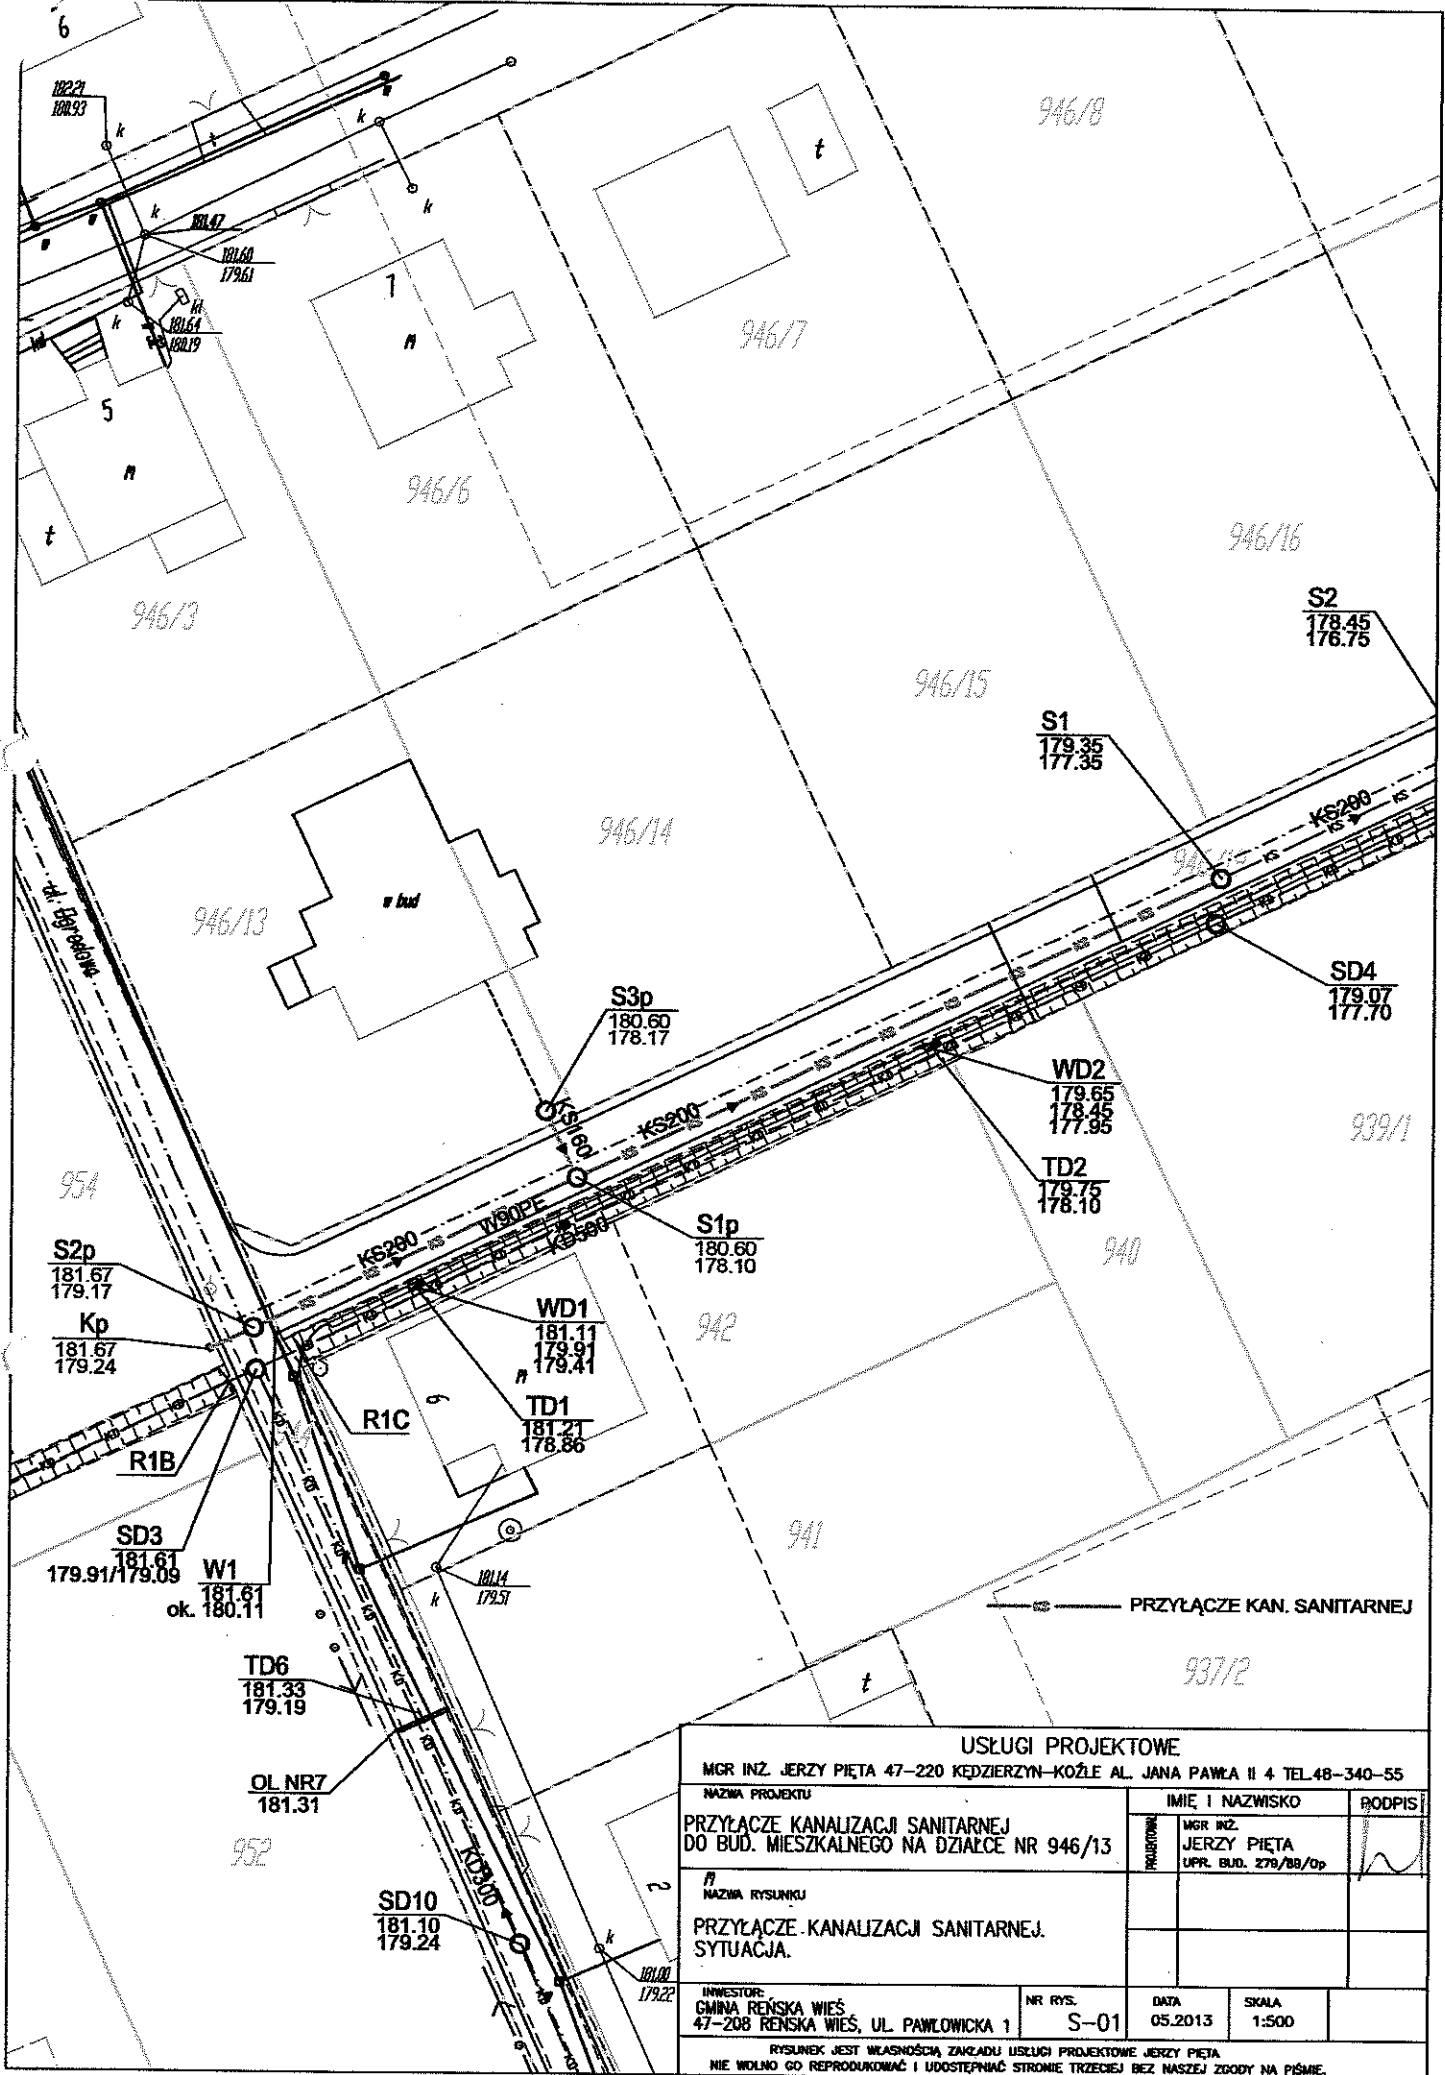 6
182.21
180.93
k
k
t
k
k
181.47
181.60
179.61
k
kl
181.64
180.19
7
m
t
946/8
946/7
5
m
t
946/6
946/3
946/16
S2
178.45
176.75
946/15
S1
179.35
177.35
KS200
KS
KS
946/14
w bud
946/13
ul. Ogrodowa
S3p
180.60
178.17
SD4
179.07
177.70
WD2
179.65
178.45
177.95
TD2
179.75
178.10
939/1
940
KS160
KS200
954
S2p
181.67
179.17
KS200
W90PE
KD500
S1p
180.60
178.10
Kp
181.67
179.24
WD1
181.11
179.91
179.41
942
m
6
TD1
181.21
178.86
R1C
R1B
SD3
181.61
179.91/179.09
W1
181.61
ok. 180.11
k
181.14
179.51
941
PRZYŁĄCZE KAN. SANITARNEJ
937/2
t
TD6
181.33
179.19
OL NR7
181.31
952
KD300
SD10
181.10
179.24
2
k
181.00
179.22
m
USŁUGI PROJEKTOWE
MGR INŻ. JERZY PIĘTA 47-220 KĘDZIERZYN-KOŹLE AL. JANA PAWŁA II 4 TEL.48-340-55
NAZWA PROJEKTU
PRZYŁĄCZE KANALIZACJI SANITARNEJ
DO BUD. MIESZKALNEGO NA DZIAŁCE NR 946/13
IMIĘ I NAZWISKO
PODPIS
PROJEKTOWAŁ
MGR INŻ.
JERZY PIĘTA
UPR. BUD. 279/88/Op
NAZWA RYSUNKU
PRZYŁĄCZE KANALIZACJI SANITARNEJ.
SYTUACJA.
INWESTOR:
GMINA REŃSKA WIEŚ
47-208 REŃSKA WIEŚ, UL. PAWŁOWICKA 1
NR RYS.
S-01
DATA
05.2013
SKALA
1:500
RYSUNEK JEST WŁASNOŚCIĄ ZAKŁADU USŁUGI PROJEKTOWE JERZY PIĘTA
NIE WOLNO GO REPRODUKOWAĆ I UDOSTĘPNIAĆ STRONIE TRZECIEJ BEZ NASZEJ ZGODY NA PIŚMIE.